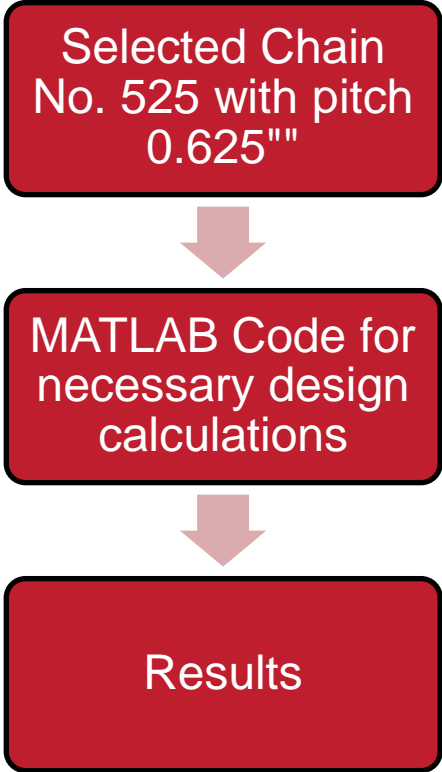 Selected Chain
No. 525 with pitch
0.625""
MATLAB Code for
necessary design
calculations
Results